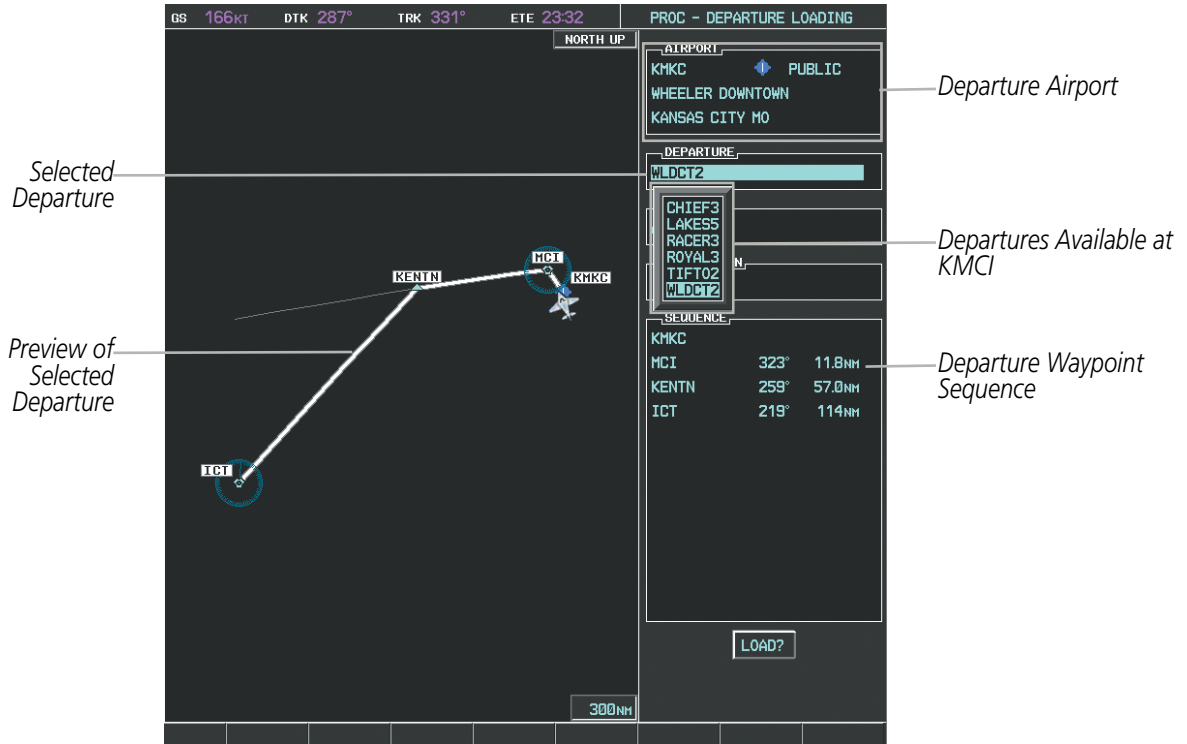 GS 166KT DTK 287° TRK 331° ETE 23:32 PROC - DEPARTURE LOADING
NORTH UP
AIRPORT
KMKC PUBLIC
WHEELER DOWNTOWN
KANSAS CITY MO
Departure Airport
DEPARTURE
WLDCT2
Selected
Departure
CHIEF3
LAKES5
RACER3
ROYAL3
TIFTO2
WLDCT2
N
Departures Available at
KMCI
MCI
KENTN
KMKC
ICT
Preview of
Selected
Departure
SEQUENCE
KMKC
MCI 323° 11.8NM
KENTN 259° 57.0NM
ICT 219° 114NM
Departure Waypoint
Sequence
LOAD?
300NM